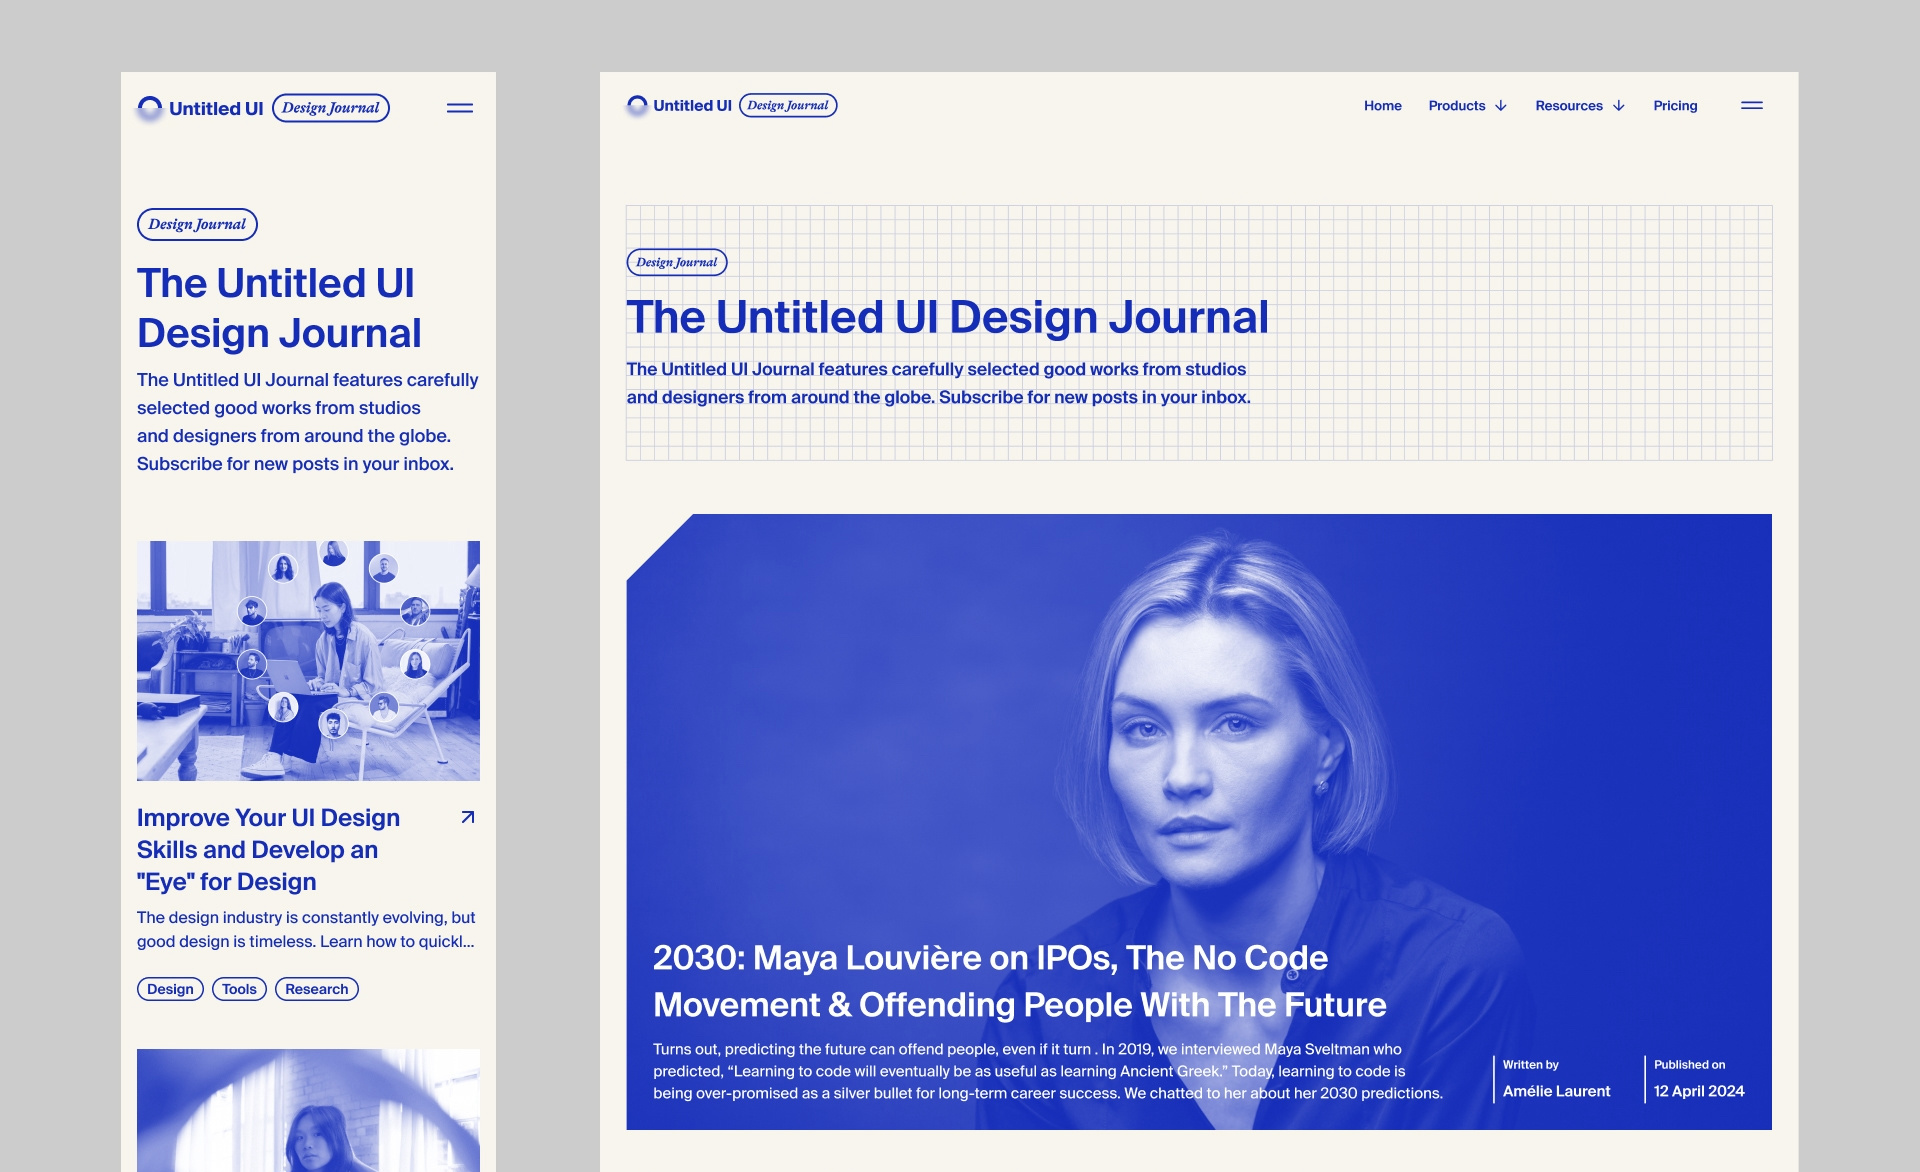 Untitled UI Design Journal
Design Journal
The Untitled UI
Design Journal
The Untitled UI Journal features carefully
selected good works from studios
and designers from around the globe.
Subscribe for new posts in your inbox.
Improve Your UI Design
Skills and Develop an
"Eye" for Design
The design industry is constantly evolving, but
good design is timeless. Learn how to quickl...
Design Tools Research
Untitled UI Design Journal
Home Products Resources Pricing
Design Journal
The Untitled UI Design Journal
The Untitled UI Journal features carefully selected good works from studios
and designers from around the globe. Subscribe for new posts in your inbox.
2030: Maya Louvière on IPOs, The No Code
Movement & Offending People With The Future
Turns out, predicting the future can offend people, even if it turn . In 2019, we interviewed Maya Sveltman who
predicted, “Learning to code will eventually be as useful as learning Ancient Greek.” Today, learning to code is
being over-promised as a silver bullet for long-term career success. We chatted to her about her 2030 predictions.
Written by
Amélie Laurent
Published on
12 April 2024